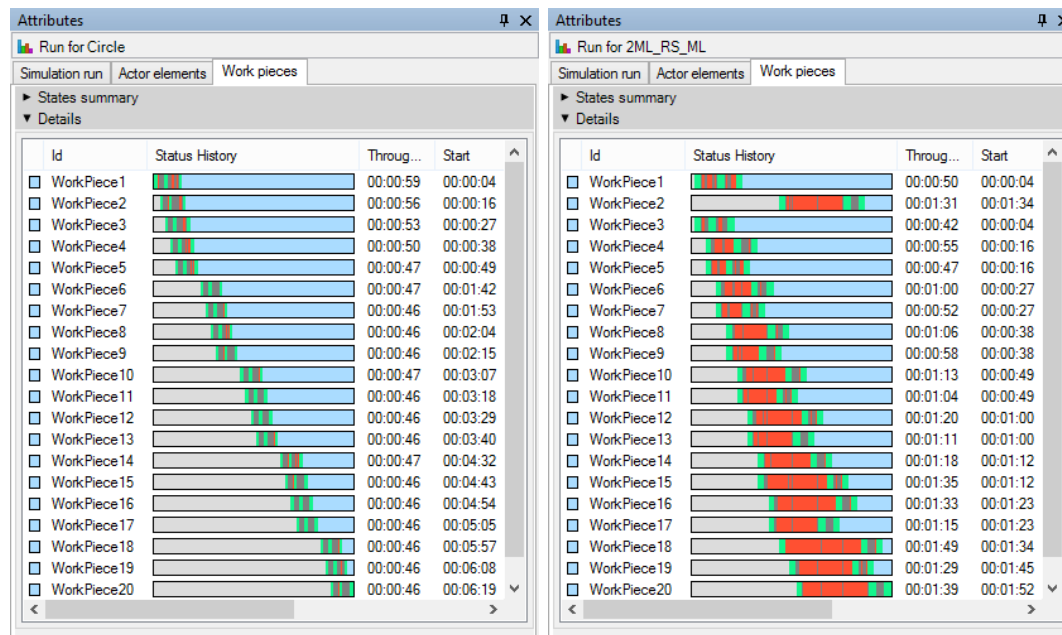 Attributes
Run for Circle
Simulation run Actor elements Work pieces
States summary
Details
Id Status History Throug... Start
WorkPiece1 00:00:59 00:00:04
WorkPiece2 00:00:56 00:00:16
WorkPiece3 00:00:53 00:00:27
WorkPiece4 00:00:50 00:00:38
WorkPiece5 00:00:47 00:00:49
WorkPiece6 00:00:47 00:01:42
WorkPiece7 00:00:46 00:01:53
WorkPiece8 00:00:46 00:02:04
WorkPiece9 00:00:46 00:02:15
WorkPiece10 00:00:47 00:03:07
WorkPiece11 00:00:46 00:03:18
WorkPiece12 00:00:46 00:03:29
WorkPiece13 00:00:46 00:03:40
WorkPiece14 00:00:47 00:04:32
WorkPiece15 00:00:46 00:04:43
WorkPiece16 00:00:46 00:04:54
WorkPiece17 00:00:46 00:05:05
WorkPiece18 00:00:46 00:05:57
WorkPiece19 00:00:46 00:06:08
WorkPiece20 00:00:46 00:06:19
Attributes
Run for 2ML_RS_ML
Simulation run Actor elements Work pieces
States summary
Details
Id Status History Throug... Start
WorkPiece1 00:00:50 00:00:04
WorkPiece2 00:01:31 00:01:34
WorkPiece3 00:00:42 00:00:04
WorkPiece4 00:00:55 00:00:16
WorkPiece5 00:00:47 00:00:16
WorkPiece6 00:01:00 00:00:27
WorkPiece7 00:00:52 00:00:27
WorkPiece8 00:01:06 00:00:38
WorkPiece9 00:00:58 00:00:38
WorkPiece10 00:01:13 00:00:49
WorkPiece11 00:01:04 00:00:49
WorkPiece12 00:01:20 00:01:00
WorkPiece13 00:01:11 00:01:00
WorkPiece14 00:01:18 00:01:12
WorkPiece15 00:01:35 00:01:12
WorkPiece16 00:01:33 00:01:23
WorkPiece17 00:01:15 00:01:23
WorkPiece18 00:01:49 00:01:34
WorkPiece19 00:01:29 00:01:45
WorkPiece20 00:01:39 00:01:52